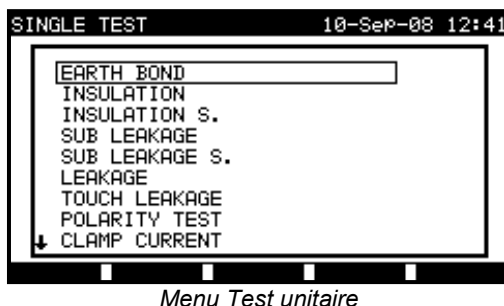 SINGLE TEST 10-Sep-08 12:41
EARTH BOND
INSULATION
INSULATION S.
SUB LEAKAGE
SUB LEAKAGE S.
LEAKAGE
TOUCH LEAKAGE
POLARITY TEST
CLAMP CURRENT
Menu Test unitaire